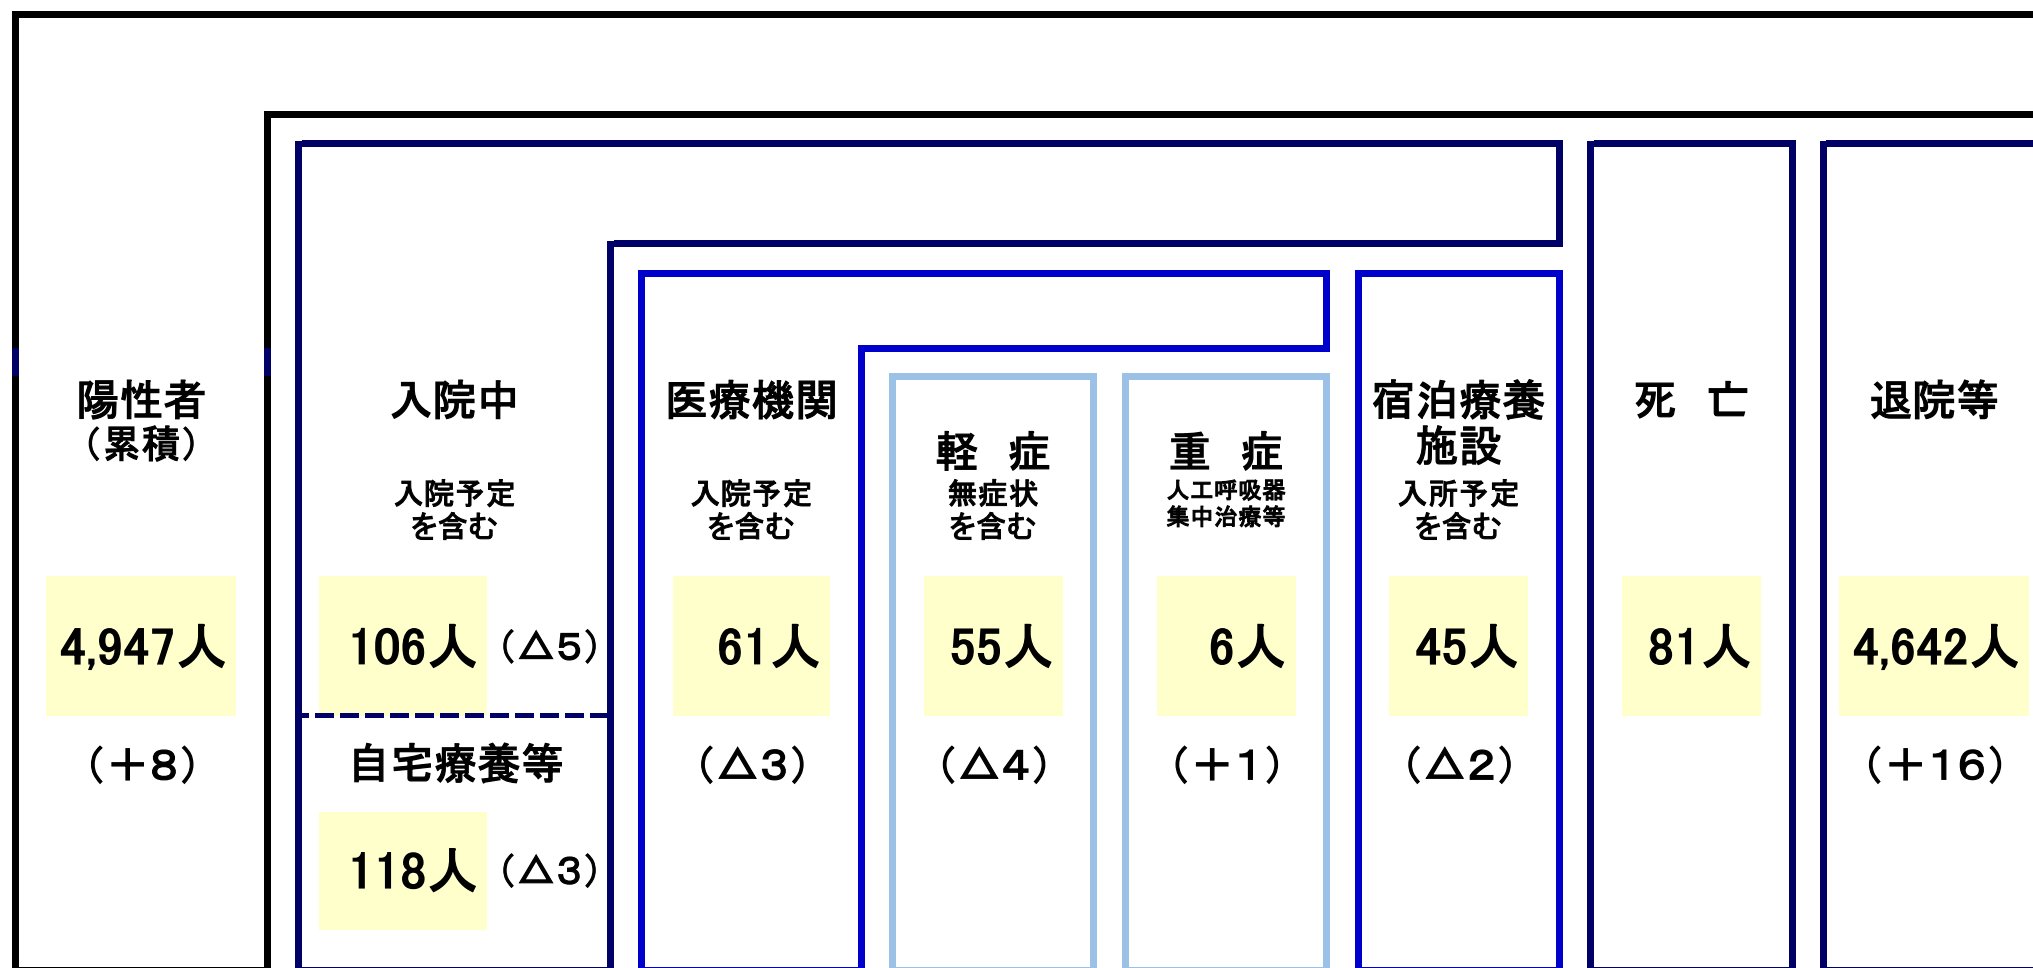 陽性者
（累積）
4,947人
（＋8）
入院中
入院予定
を含む
106人 （△5）
自宅療養等
118人 （△3）
医療機関
入院予定
を含む
61人
（△3）
軽　症
無症状
を含む
55人
（△4）
重　症
人工呼吸器
集中治療等
6人
（＋1）
宿泊療養
施設
入所予定
を含む
45人
（△2）
死　亡
81人
退院等
4,642人
（＋16）